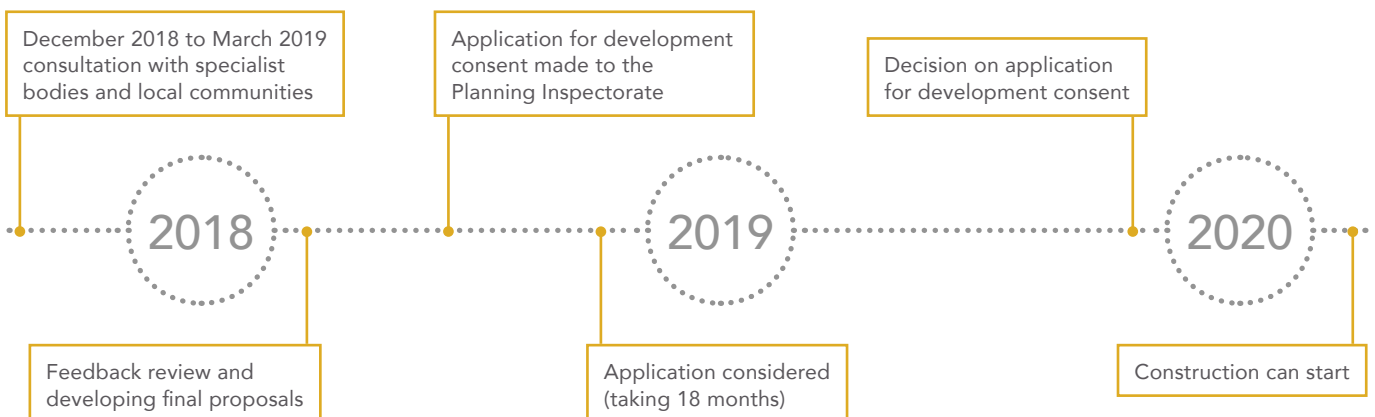 December 2018 to March 2019
consultation with specialist
bodies and local communities
Application for development
consent made to the
Planning Inspectorate
Decision on application
for development consent
2018
2019
2020
Feedback review and
developing final proposals
Application considered
(taking 18 months)
Construction can start